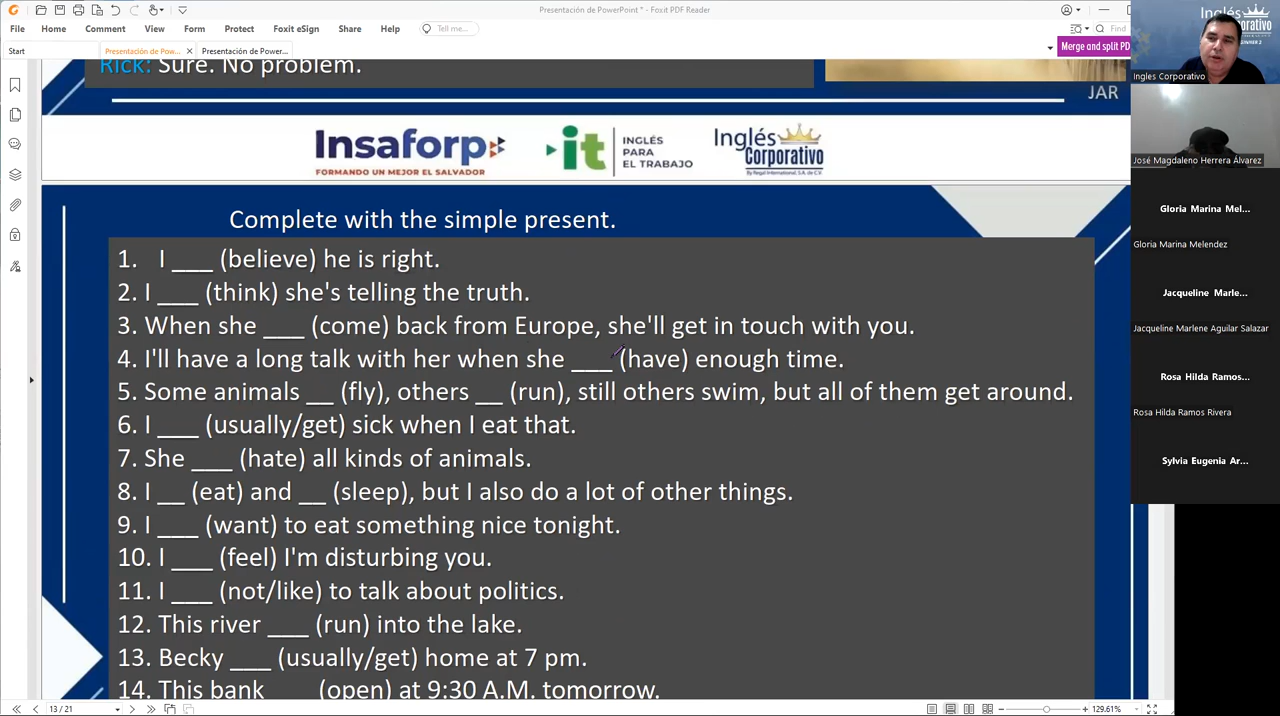 Presentación de PowerPoint * - Foxit PDF Reader
File Home Comment View Form Protect Foxit eSign Share Help Tell me... Find
Start Presentación de Pow... Presentación de Power...
Merge and split PD
Rick: Sure. No problem.
JAR
Insaforp
FORMANDO UN MEJOR EL SALVADOR
it INGLÉS PARA EL TRABAJO
Inglés Corporativo
By Regal International, S.A. de C.V.
Complete with the simple present.
1. I ___ (believe) he is right.
2. I ___ (think) she's telling the truth.
3. When she ___ (come) back from Europe, she'll get in touch with you.
4. I'll have a long talk with her when she ___ (have) enough time.
5. Some animals __ (fly), others __ (run), still others swim, but all of them get around.
6. I ___ (usually/get) sick when I eat that.
7. She ___ (hate) all kinds of animals.
8. I __ (eat) and __ (sleep), but I also do a lot of other things.
9. I ___ (want) to eat something nice tonight.
10. I ___ (feel) I'm disturbing you.
11. I ___ (not/like) to talk about politics.
12. This river ___ (run) into the lake.
13. Becky ___ (usually/get) home at 7 pm.
14. This bank ___ (open) at 9:30 A.M. tomorrow.
13 / 21
129.61%
Inglés
Ingles Corporativo
José Magdaleno Herrera Álvarez
Gloria Marina Mel...
Gloria Marina Melendez
Jacqueline Marle...
Jacqueline Marlene Aguilar Salazar
Rosa Hilda Ramos...
Rosa Hilda Ramos Rivera
Sylvia Eugenia Ar...